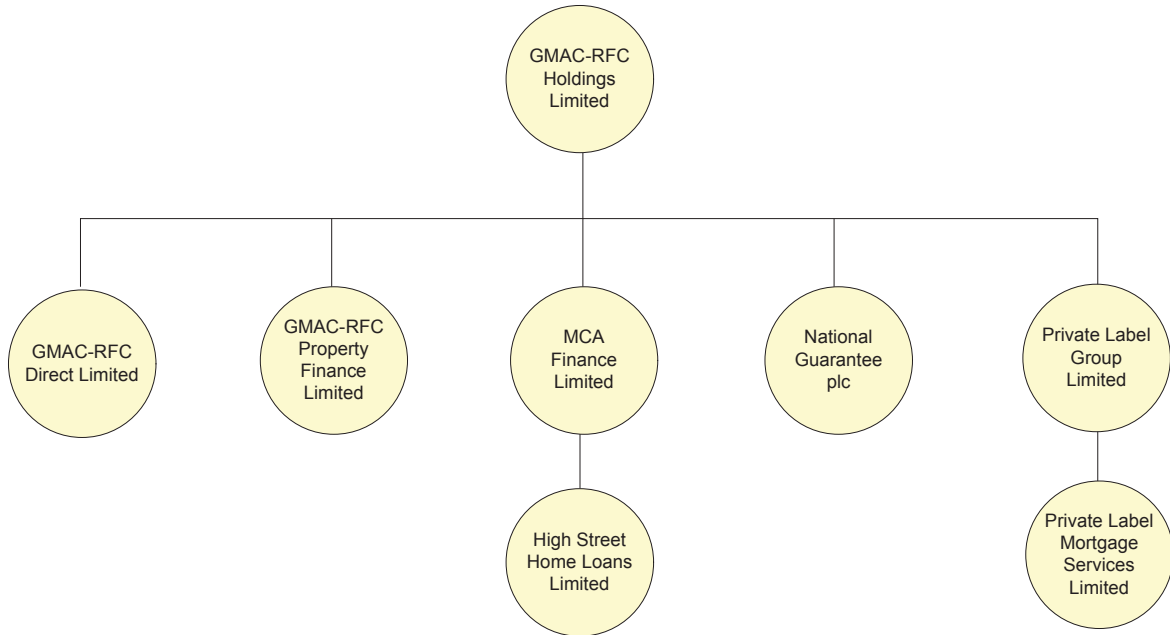 GMAC-RFC
Holdings
Limited
GMAC-RFC
Direct Limited
GMAC-RFC
Property
Finance
Limited
MCA
Finance
Limited
National
Guarantee
plc
Private Label
Group
Limited
High Street
Home Loans
Limited
Private Label
Mortgage
Services
Limited